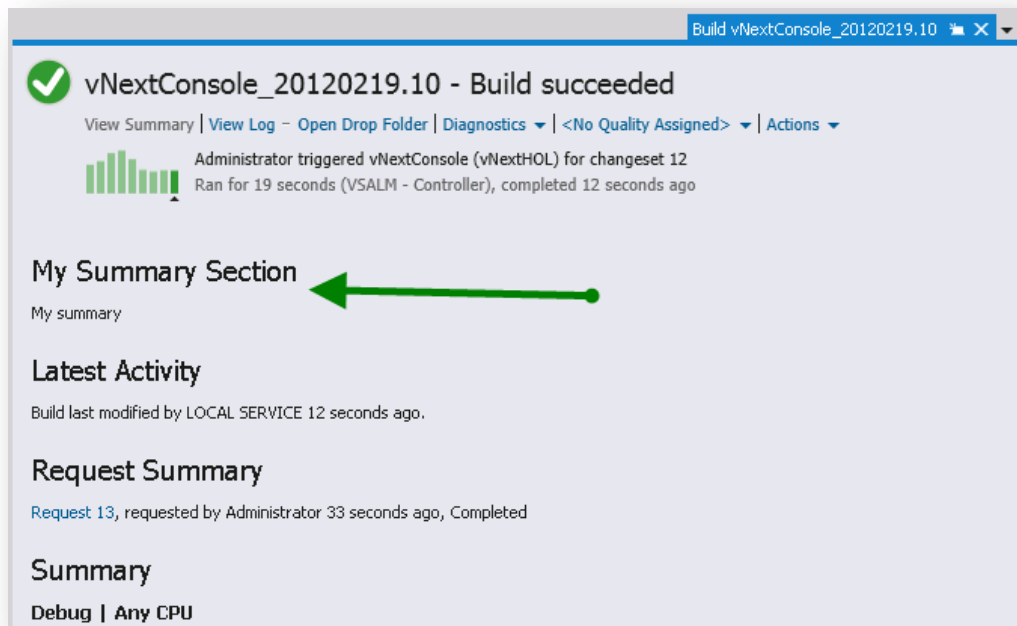 Build vNextConsole_20120219.10
vNextConsole_20120219.10 - Build succeeded
View Summary | View Log - Open Drop Folder | Diagnostics | <No Quality Assigned> | Actions
Administrator triggered vNextConsole (vNextHOL) for changeset 12
Ran for 19 seconds (VSALM - Controller), completed 12 seconds ago
My Summary Section
My summary
Latest Activity
Build last modified by LOCAL SERVICE 12 seconds ago.
Request Summary
Request 13, requested by Administrator 33 seconds ago, Completed
Summary
Debug | Any CPU